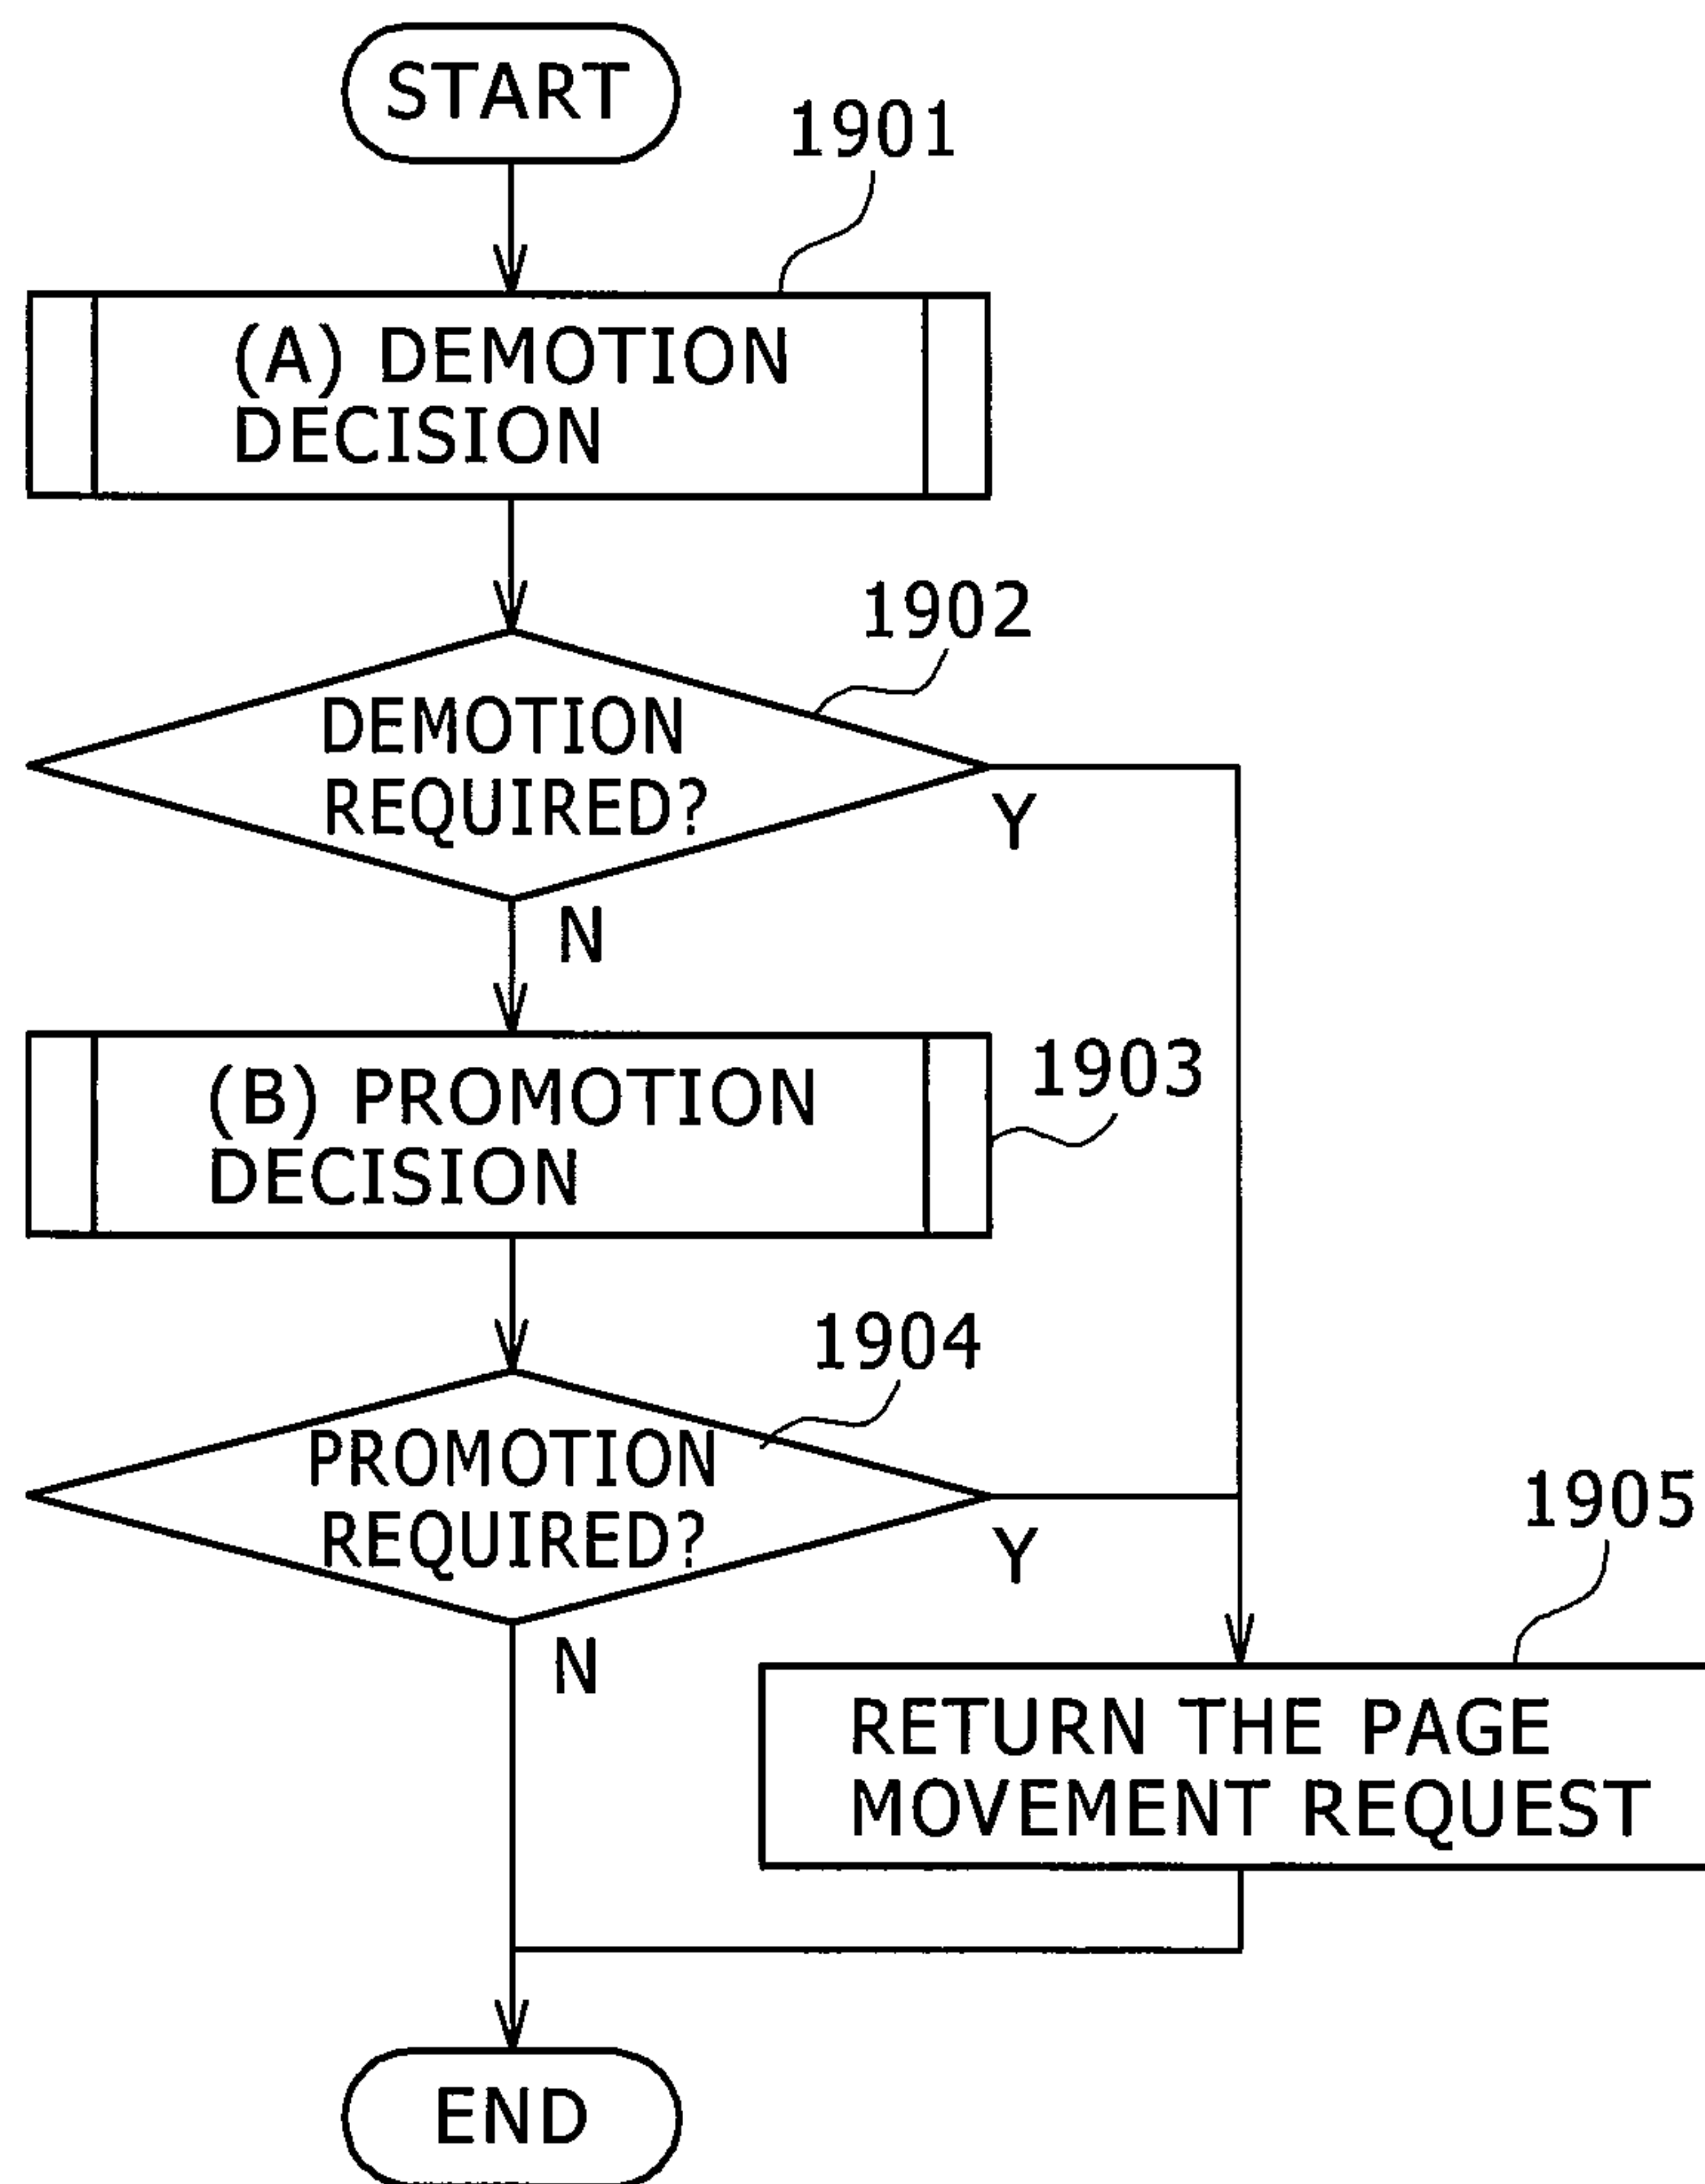 START
1901
(A) DEMOTION
DECISION
1902
DEMOTION
REQUIRED?
Y
N
(B) PROMOTION
DECISION
1903
1904
PROMOTION
REQUIRED?
Y
N
1905
RETURN THE PAGE
MOVEMENT REQUEST
END